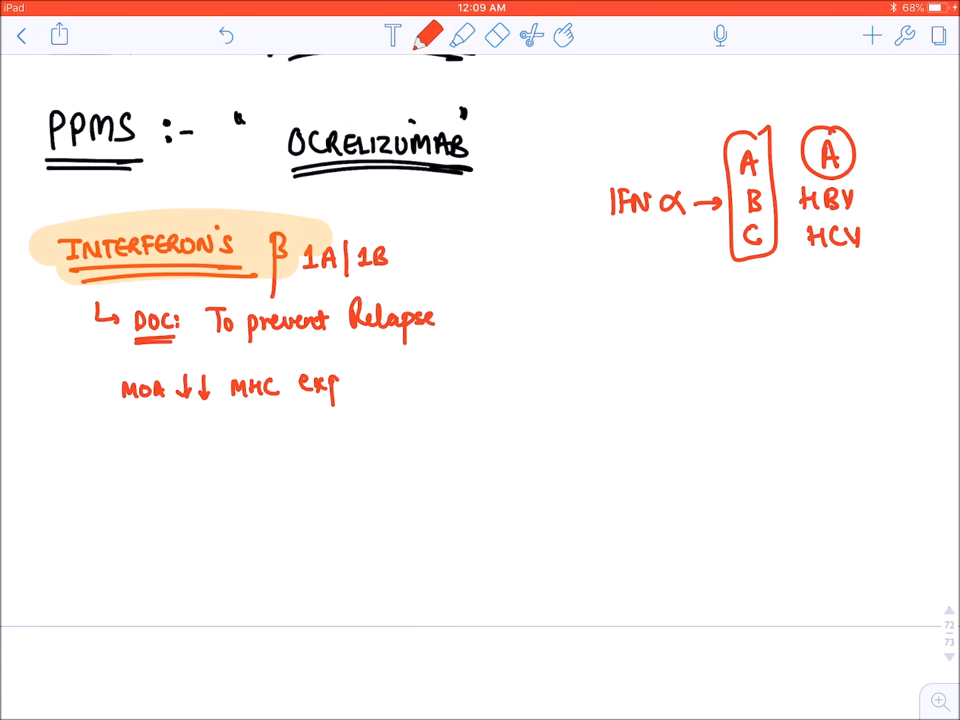 iPad
12:09 AM
68%
T
PPMS :- " OCRELIZUMAB"
INTERFERON'S β 1A/1B
↳ DOC: To prevent Relapse
MOA ↓↓ MHC exp
IFN α →
A
B
C
A
HBV
HCV
72
73